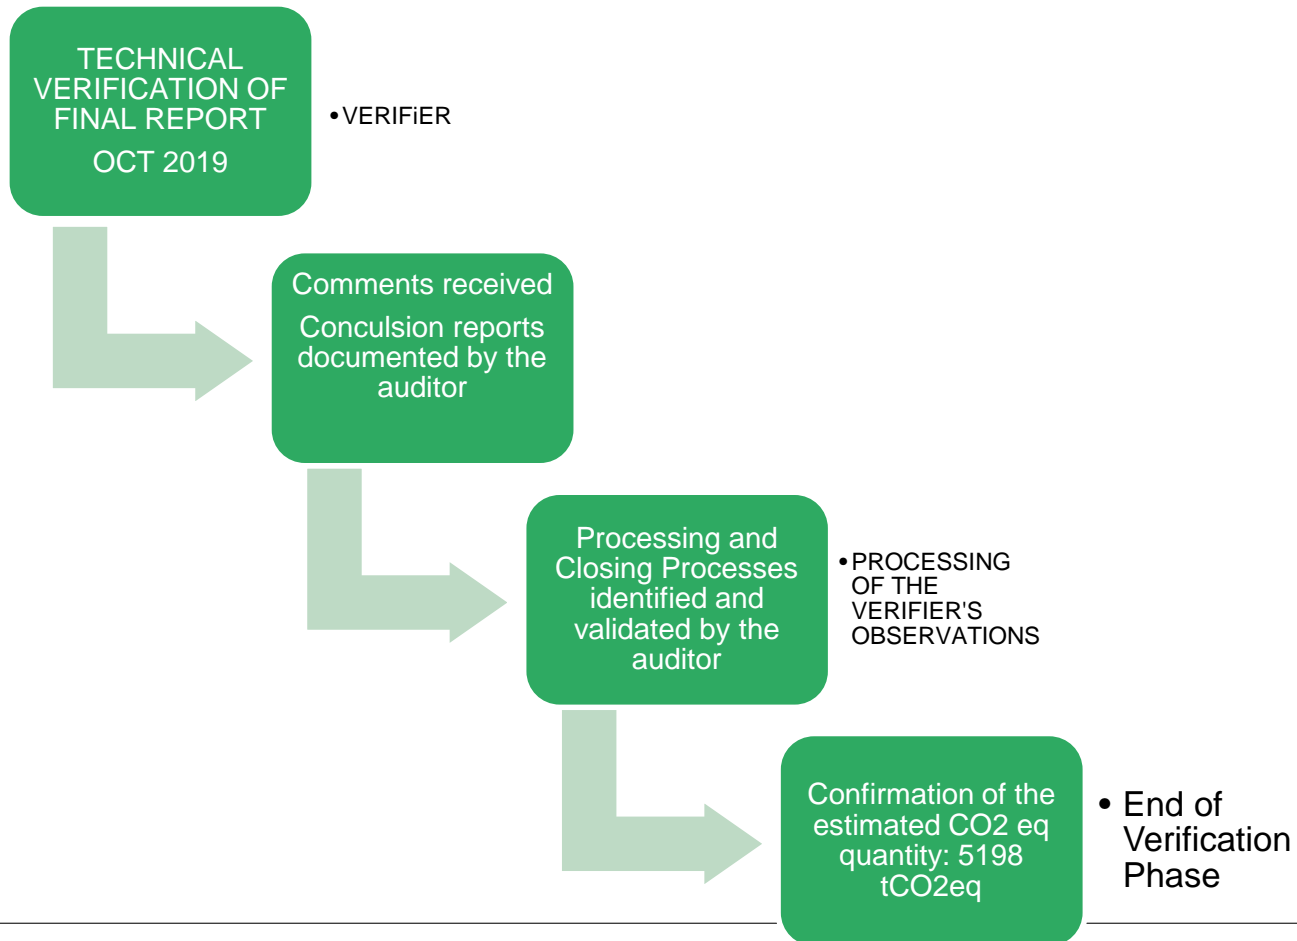 TECHNICAL
VERIFICATION OF
FINAL REPORT
OCT 2019
•VERIFiER
Comments received
Conculsion reports
documented by the
auditor
Processing and
Closing Processes
identified and
validated by the
auditor
•PROCESSING
OF THE
VERIFIER'S
OBSERVATIONS
Confirmation of the
estimated CO2 eq
quantity: 5198
tCO2eq
• End of
Verification
Phase